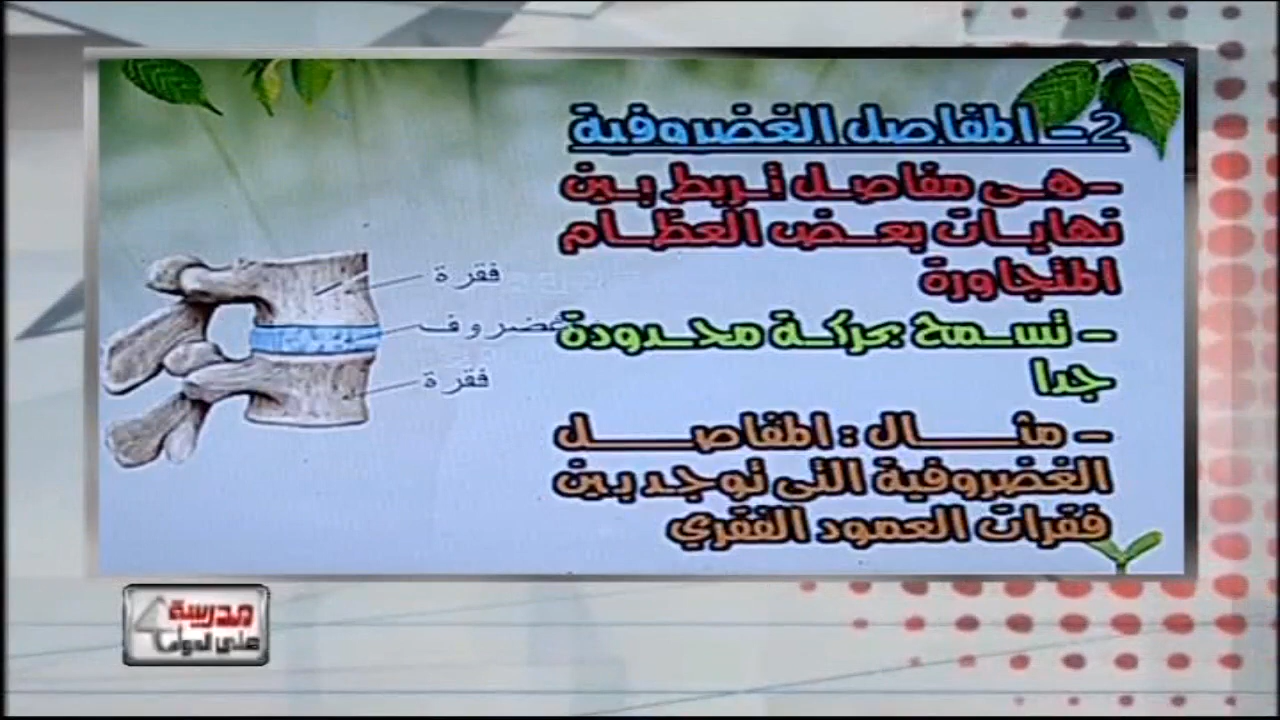 2- المفاصل الغضروفية
- هى مفاصل تربط بين
نهايات بعض العظام
المتجاورة
- تسمح بحركة محدودة
جدا
- مثال : المفاصل
الغضروفية التى توجد بين
فقرات العمود الفقري
فقرة
غضروف
فقرة
مدرسة
على الهواء